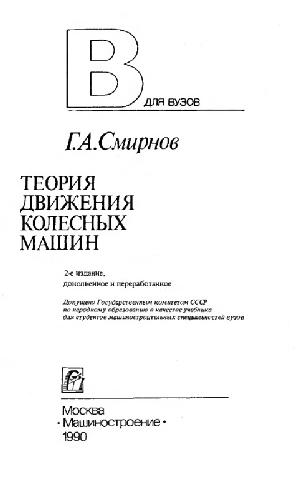 В
ДЛЯ ВУЗОВ
Г.А.Смирнов
ТЕОРИЯ
ДВИЖЕНИЯ
КОЛЕСНЫХ
МАШИН
2-е издание,
дополненное и переработанное
Допущено Государственным комитетом СССР
по народному образованию в качестве учебника
для студентов машиностроительных специальностей вузов
Москва
• Машиностроение •
1990